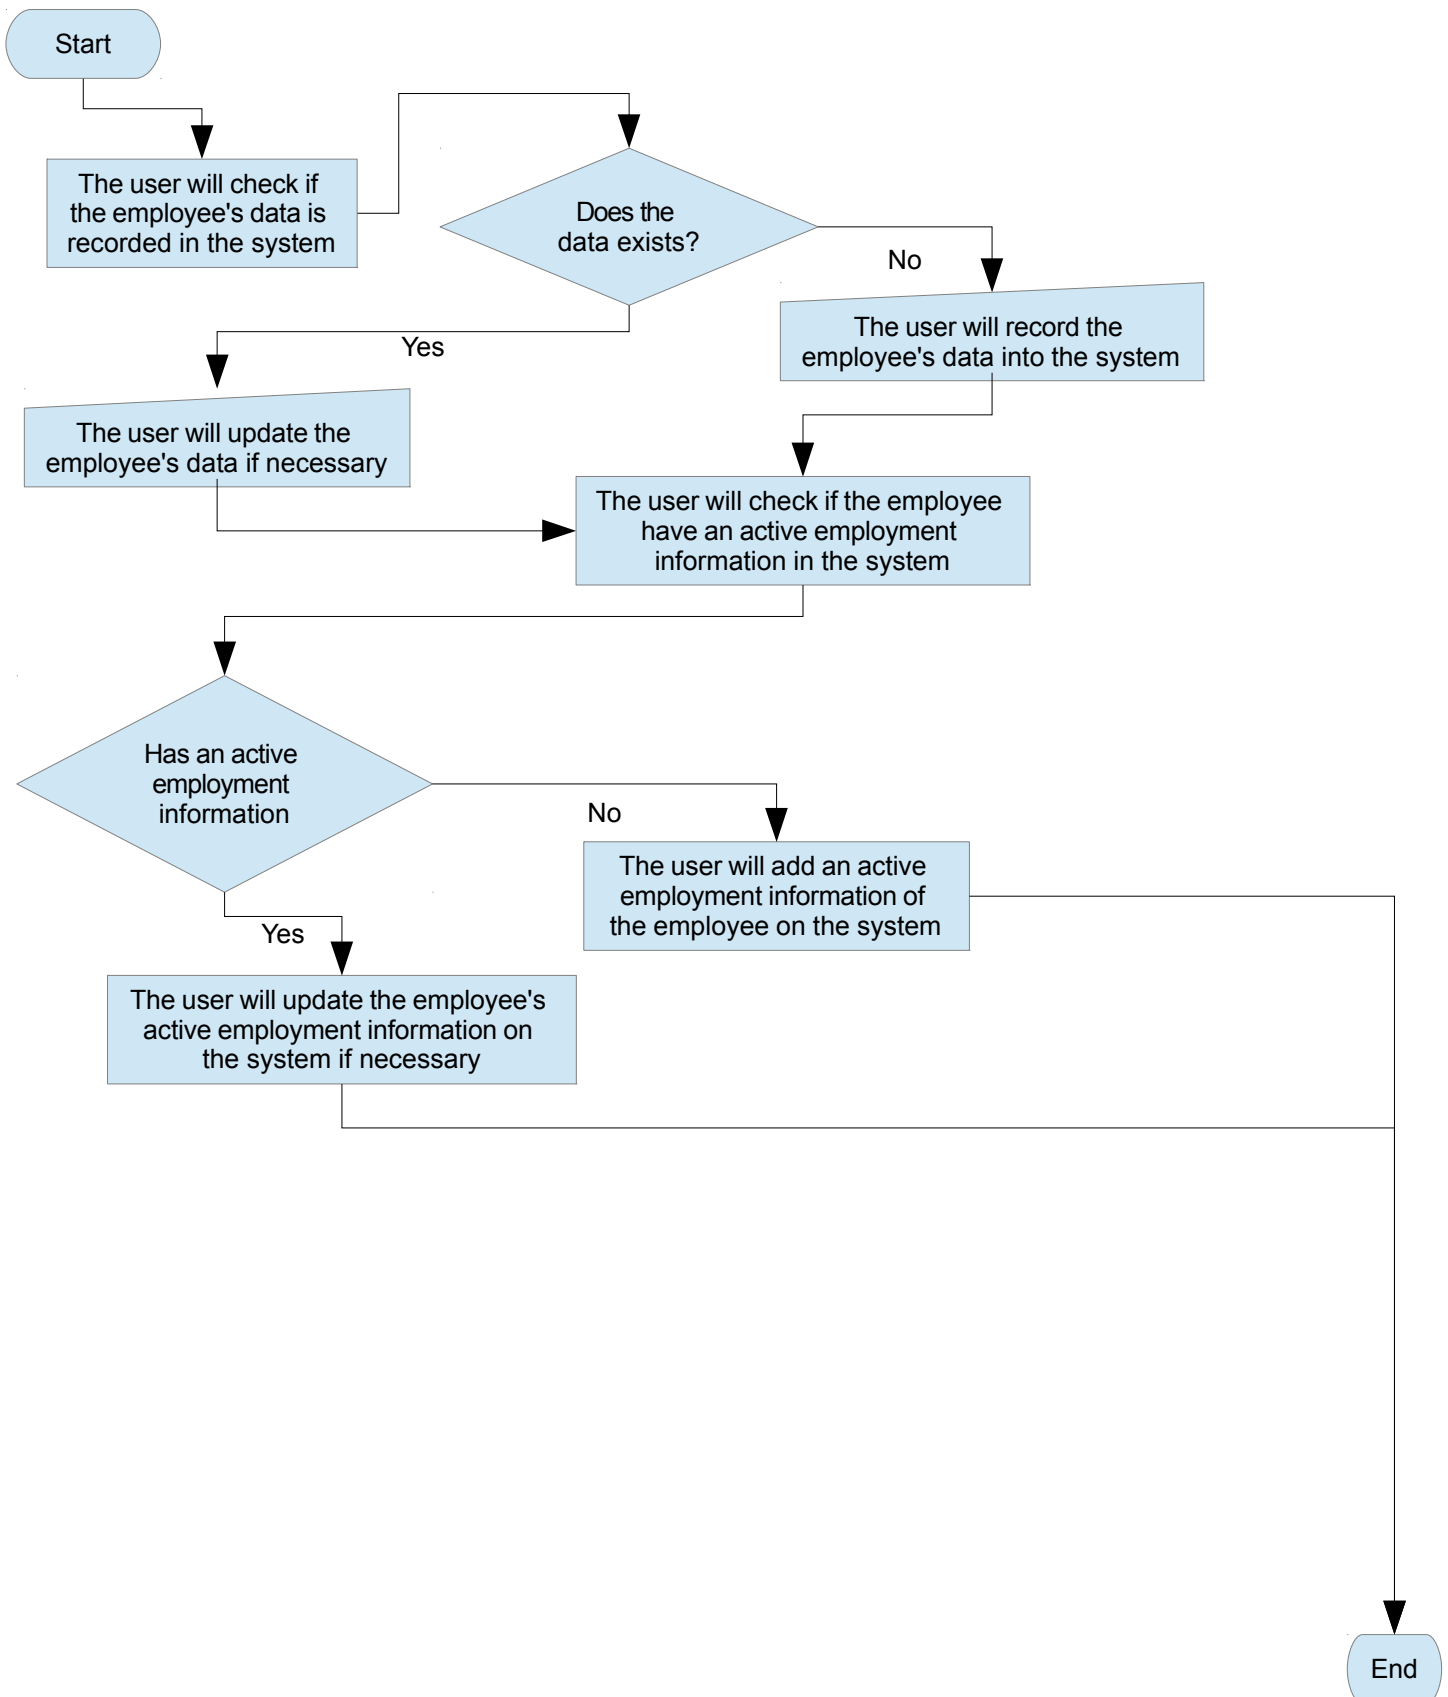 Start
The user will check if
the employee's data is
recorded in the system
Does the
data exists?
No
The user will record the
employee's data into the system
Yes
The user will update the
employee's data if necessary
The user will check if the employee
have an active employment
information in the system
Has an active
employment
information
No
The user will add an active
employment information of
the employee on the system
Yes
The user will update the employee's
active employment information on
the system if necessary
End